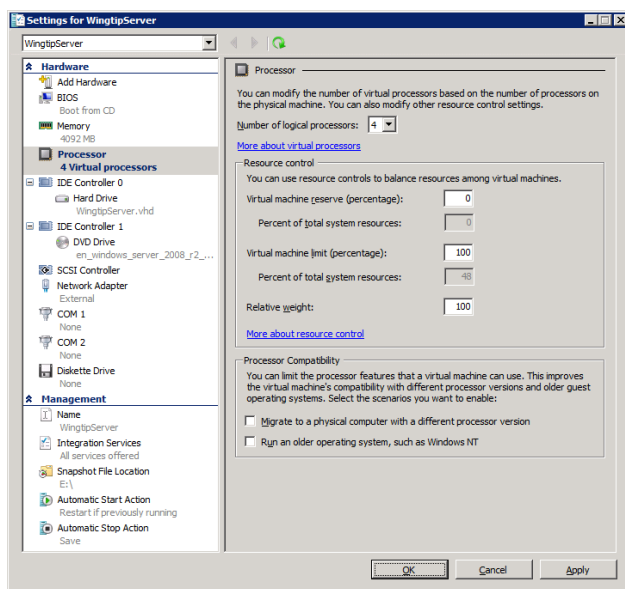 Settings for WingtipServer
WingtipServer
Hardware
Add Hardware
BIOS
Boot from CD
Memory
4092 MB
Processor
4 Virtual processors
IDE Controller 0
Hard Drive
WingtipServer.vhd
IDE Controller 1
DVD Drive
en_windows_server_2008_r2_...
SCSI Controller
Network Adapter
External
COM 1
None
COM 2
None
Diskette Drive
None
Management
Name
WingtipServer
Integration Services
All services offered
Snapshot File Location
E:\
Automatic Start Action
Restart if previously running
Automatic Stop Action
Save
Processor
You can modify the number of virtual processors based on the number of processors on
the physical machine. You can also modify other resource control settings.
Number of logical processors: 4
More about virtual processors
Resource control
You can use resource controls to balance resources among virtual machines.
Virtual machine reserve (percentage): 0
Percent of total system resources: 0
Virtual machine limit (percentage): 100
Percent of total system resources: 48
Relative weight: 100
More about resource control
Processor Compatibility
You can limit the processor features that a virtual machine can use. This improves
the virtual machine's compatibility with different processor versions and older guest
operating systems. Select the scenarios you want to enable:
Migrate to a physical computer with a different processor version
Run an older operating system, such as Windows NT
OK Cancel Apply